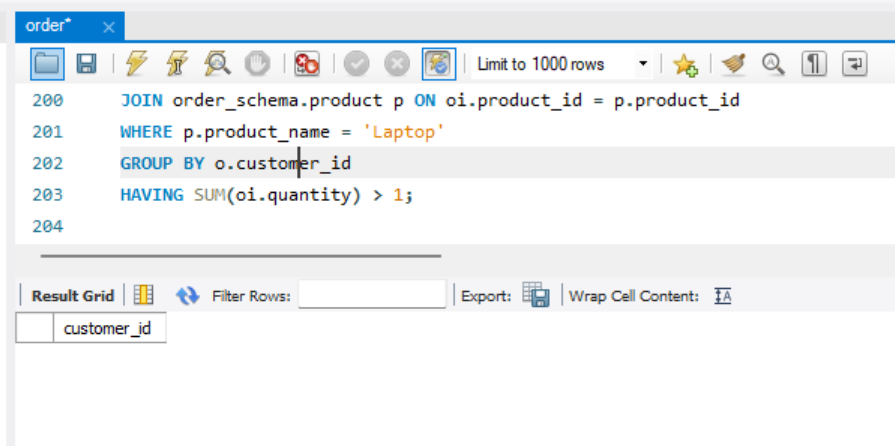 order*
Limit to 1000 rows
200 JOIN order_schema.product p ON oi.product_id = p.product_id
201 WHERE p.product_name = 'Laptop'
202 GROUP BY o.customer_id
203 HAVING SUM(oi.quantity) > 1;
204
Result Grid Filter Rows: Export: Wrap Cell Content:
customer_id